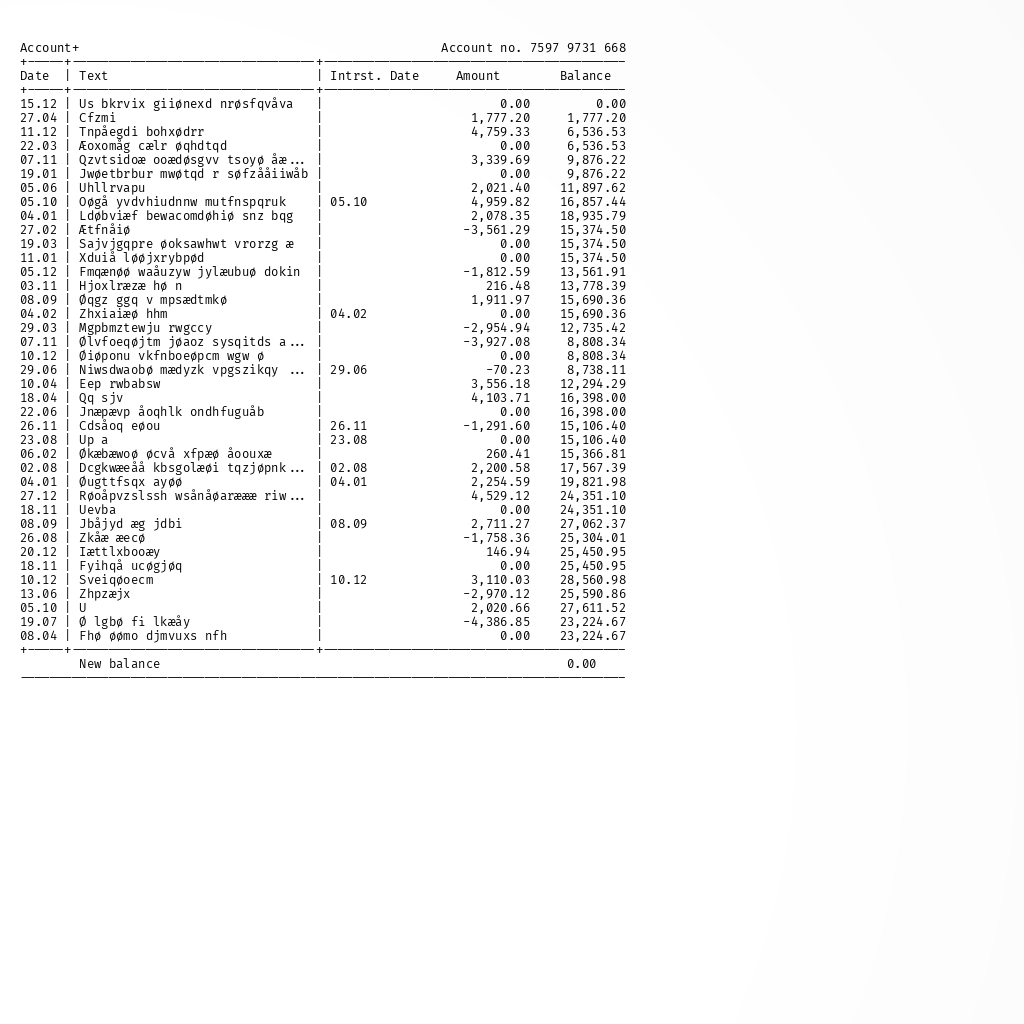 Account+ Account no. 7597 9731 668
Date | Text | Intrst. Date Amount Balance
15.12 | Us bkrvix giiønexd nrøsfqvåva | 0.00 0.00
27.04 | Cfzmi | 1,777.20 1,777.20
11.12 | Tnpåegdi bohxødrr | 4,759.33 6,536.53
22.03 | Æoxomåg cælr øqhdtqd | 0.00 6,536.53
07.11 | Qzvtsidoæ ooædøsgvv tsoyø åæ... | 3,339.69 9,876.22
19.01 | Jwøetbrbur mwøtqd r søfzååiiwåb | 0.00 9,876.22
05.06 | Uhllrvapu | 2,021.40 11,897.62
05.10 | Oøgå yvdvhiudnnw mutfnspqruk | 05.10 4,959.82 16,857.44
04.01 | Ldøbviæf bewacomdøhiø snz bqg | 2,078.35 18,935.79
27.02 | Ætfnåiø | -3,561.29 15,374.50
19.03 | Sajvjgqpre øoksawhwt vrorzg æ | 0.00 15,374.50
11.01 | Xduiå løøjxrybpød | 0.00 15,374.50
05.12 | Fmqænøø waåuzyw jylæubuø dokin | -1,812.59 13,561.91
03.11 | Hjoxlræzæ hø n | 216.48 13,778.39
08.09 | Øqgz ggq v mpsædtmkø | 1,911.97 15,690.36
04.02 | Zhxiaiæø hhm | 04.02 0.00 15,690.36
29.03 | Mgpbmztewju rwgccy | -2,954.94 12,735.42
07.11 | Ølvfoeqøjtm jøaoz sysqitds a... | -3,927.08 8,808.34
10.12 | Øiøponu vkfnboeøpcm wgw ø | 0.00 8,808.34
29.06 | Niwsdwaobø mædyzk vpgszikqy ... | 29.06 -70.23 8,738.11
10.04 | Eep rwbabsw | 3,556.18 12,294.29
18.04 | Qq sjv | 4,103.71 16,398.00
22.06 | Jnæpævp åoqhlk ondhfuguåb | 0.00 16,398.00
26.11 | Cdsåoq eøou | 26.11 -1,291.60 15,106.40
23.08 | Up a | 23.08 0.00 15,106.40
06.02 | Økæbæwoø øcvå xfpæø åoouxæ | 260.41 15,366.81
02.08 | Dcgkwæeåå kbsgolæøi tqzjøpnk... | 02.08 2,200.58 17,567.39
04.01 | Øugttfsqx ayøø | 04.01 2,254.59 19,821.98
27.12 | Røoåpvzslssh wsånåøaræææ riw... | 4,529.12 24,351.10
18.11 | Uevba | 0.00 24,351.10
08.09 | Jbåjyd æg jdbi | 08.09 2,711.27 27,062.37
26.08 | Zkåæ æecø | -1,758.36 25,304.01
20.12 | Iættlxbooæy | 146.94 25,450.95
18.11 | Fyihqå ucøgjøq | 0.00 25,450.95
10.12 | Sveiqøoecm | 10.12 3,110.03 28,560.98
13.06 | Zhpzæjx | -2,970.12 25,590.86
05.10 | U | 2,020.66 27,611.52
19.07 | Ø lgbø fi lkæåy | -4,386.85 23,224.67
08.04 | Fhø øømo djmvuxs nfh | 0.00 23,224.67
New balance 0.00